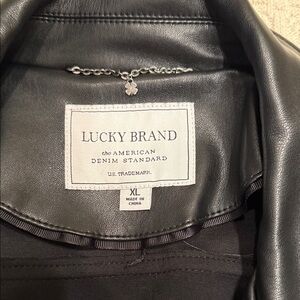 LUCKY BRAND
the AMERICAN
DENIM STANDARD
U.S. TRADEMARK.
XL
MADE IN
CHINA